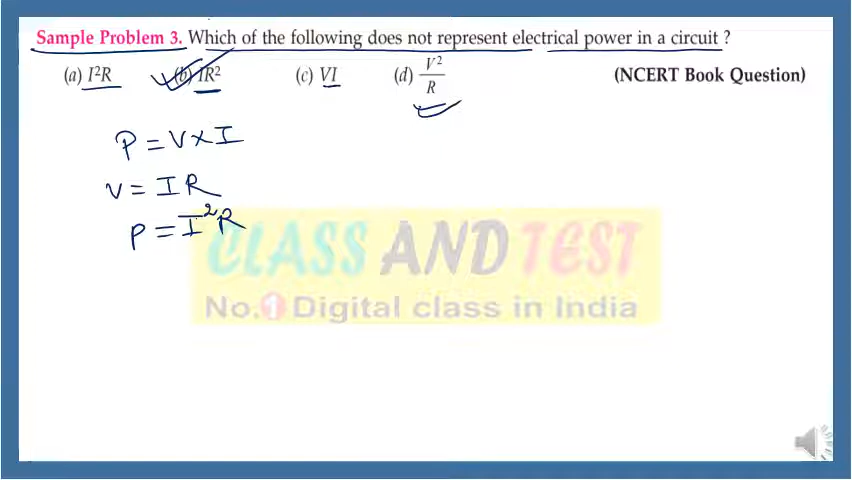 Sample Problem 3. Which of the following does not represent electrical power in a circuit ?
(a) I²R (b) IR² (c) VI (d) V²/R (NCERT Book Question)
P = V × I
V = I R
P = I²R
CLASS AND TEST
No.1 Digital class in India